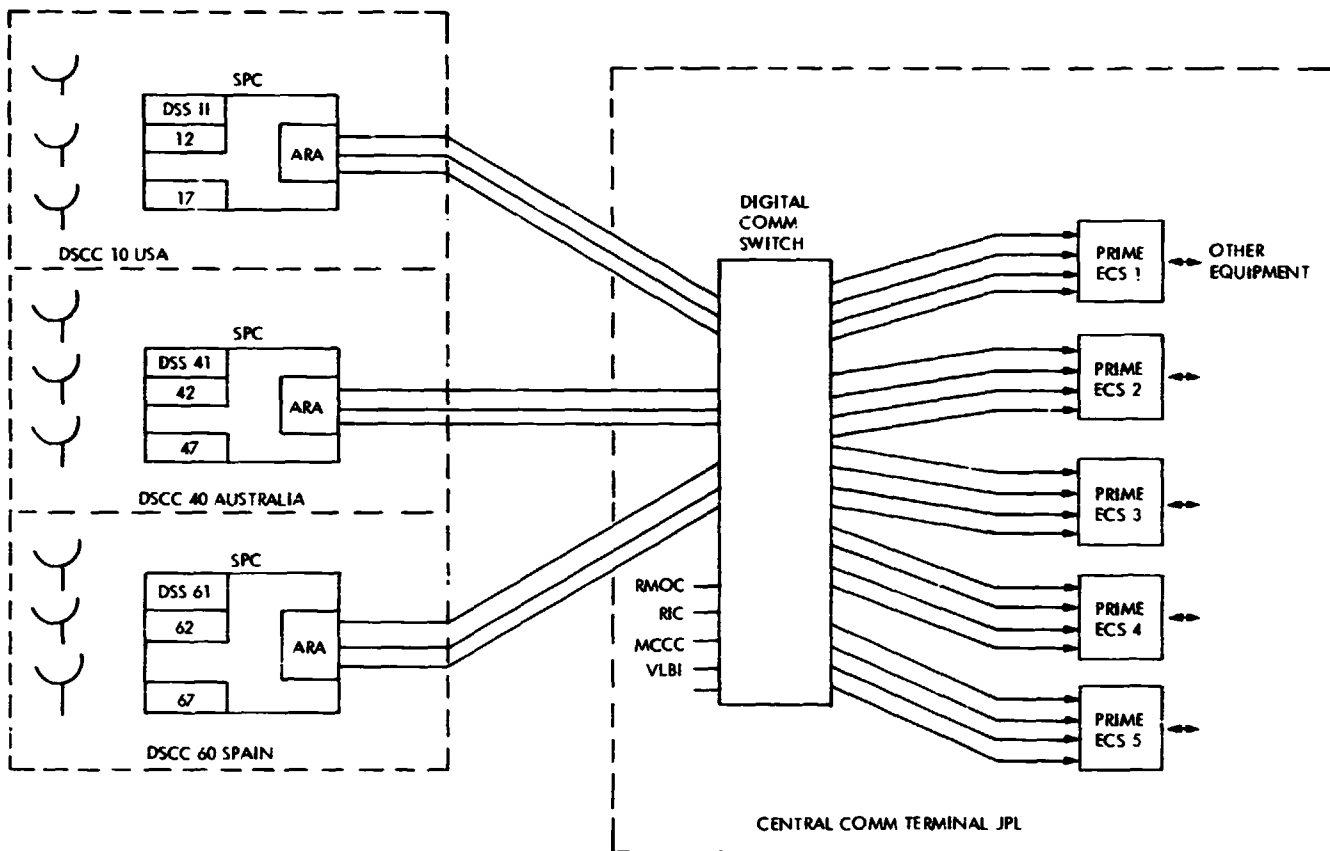 SPC
DSS 11
12
17
ARA
DSCC 10 USA
SPC
DSS 41
42
47
ARA
DSCC 40 AUSTRALIA
SPC
DSS 61
62
67
ARA
DSCC 60 SPAIN
DIGITAL
COMM
SWITCH
RMOC
RIC
MCCC
VLBI
PRIME
ECS 1
OTHER
EQUIPMENT
PRIME
ECS 2
PRIME
ECS 3
PRIME
ECS 4
PRIME
ECS 5
CENTRAL COMM TERMINAL JPL